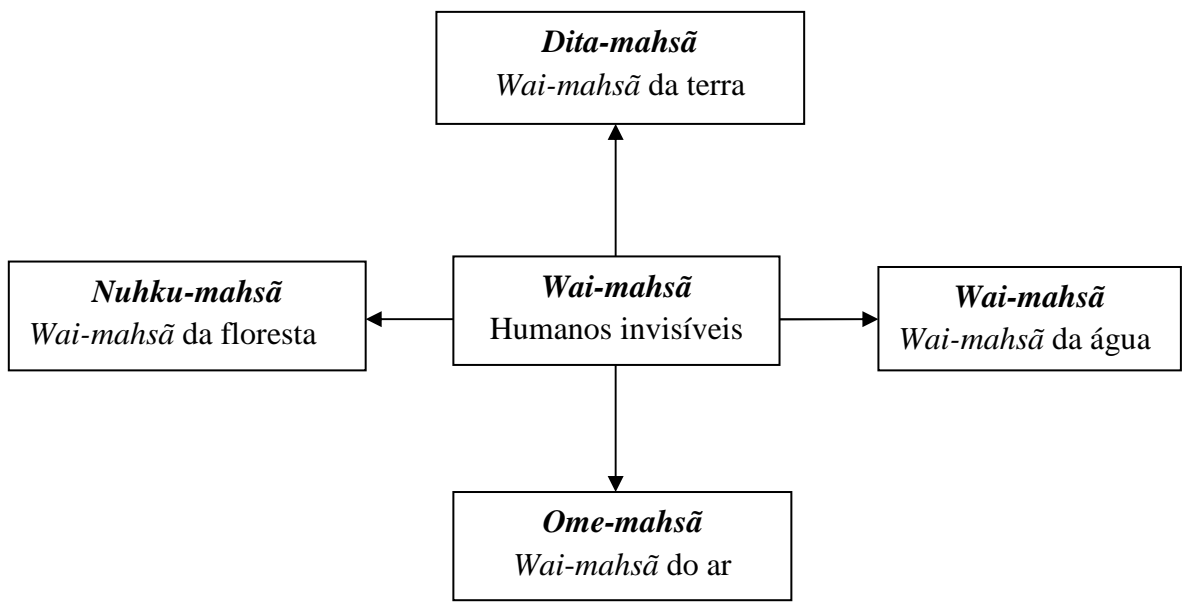 Dita-mahsã
Wai-mahsã da terra
Nuhku-mahsã
Wai-mahsã da floresta
Wai-mahsã
Humanos invisíveis
Wai-mahsã
Wai-mahsã da água
Ome-mahsã
Wai-mahsã do ar